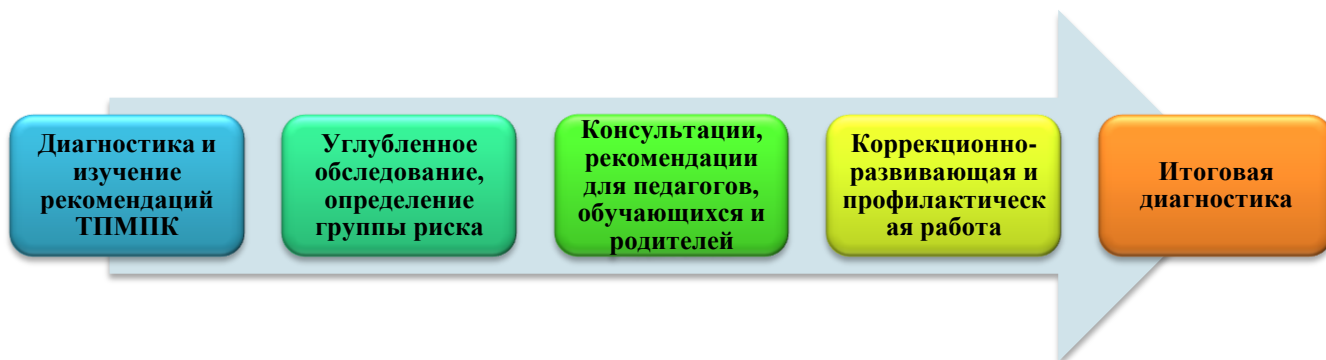 Диагностика и
изучение
рекомендаций
ТПМПК
Углубленное
обследование,
определение
группы риска
Консультации,
рекомендации
для педагогов,
обучающихся и
родителей
Коррекционно-
развивающая и
профилактическ
ая работа
Итоговая
диагностика